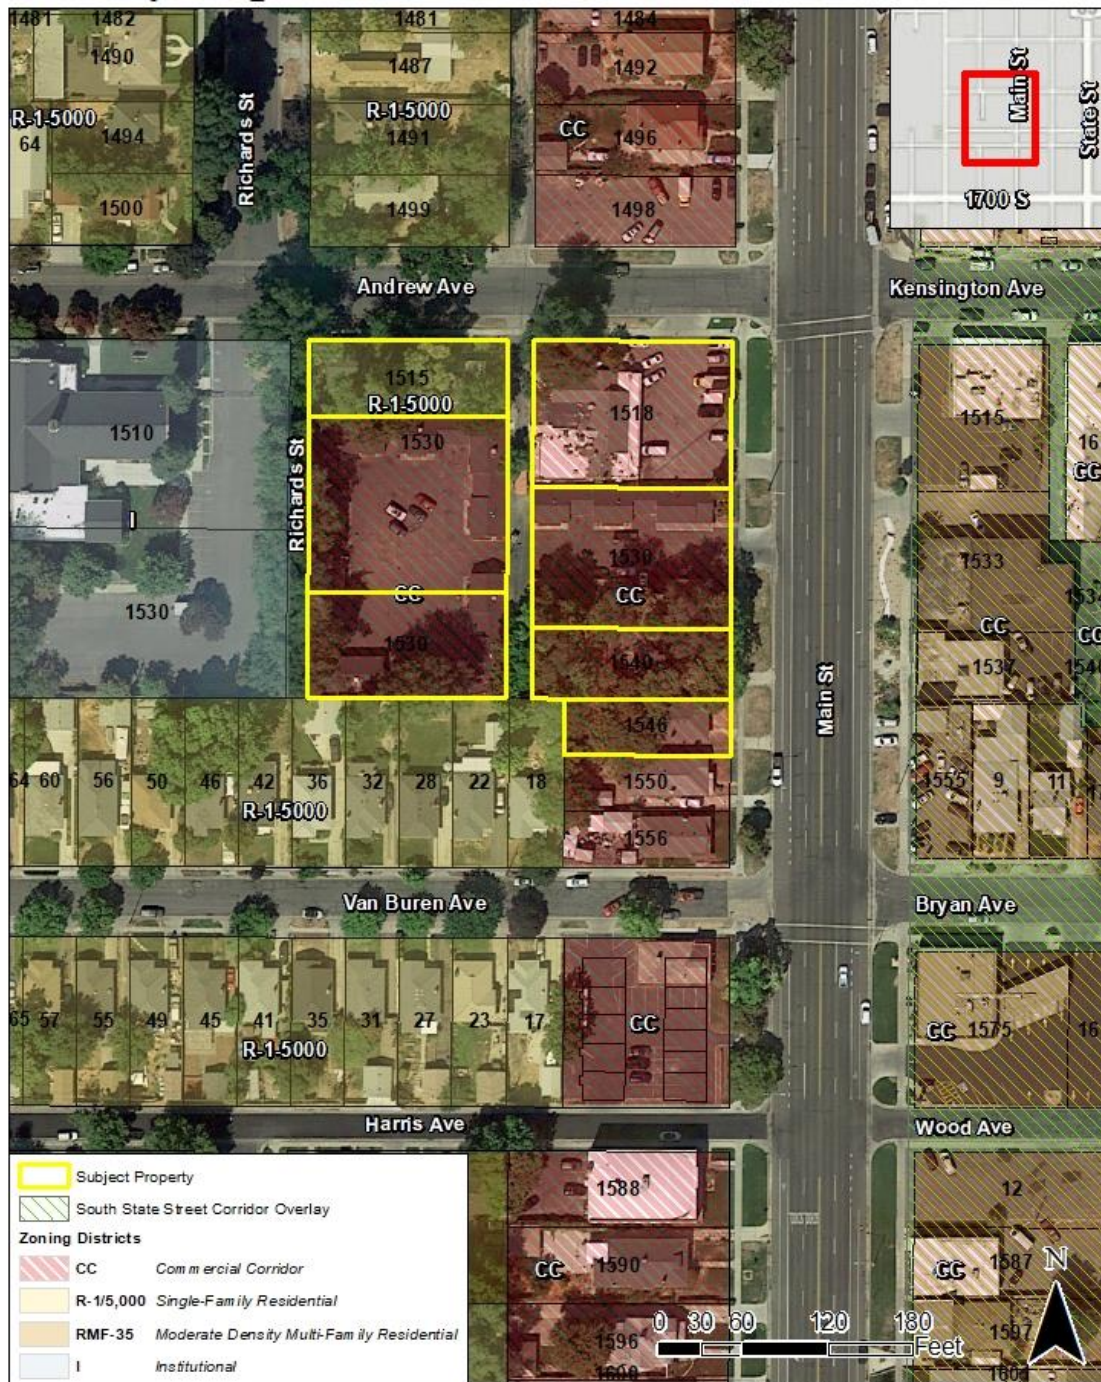 1481
1482
1481
1484
1490
1487
1492
R-1-5000
R-1-5000
1494
1491
CC
1496
64
1500
1499
1498
Richards St
Main St
State St
1700 S
Andrew Ave
Kensington Ave
1515
R-1-5000
1518
1515
1510
1530
CC
Richards St
I
1530
1533
1530
CC
CC
1530
1540
CC
1537
CC
1546
Main St
64
60
56
50
46
42
36
32
28
22
18
1550
1555
9
11
R-1-5000
1556
Van Buren Ave
Bryan Ave
65
57
55
49
45
41
35
31
27
23
17
CC
CC
1575
16
R-1-5000
Harris Ave
Wood Ave
1588
12
CC
1590
CC
1587
N
1596
1597
0 30 60 120 180
Feet
Subject Property
South State Street Corridor Overlay
Zoning Districts
CC Commercial Corridor
R-1/5,000 Single-Family Residential
RMF-35 Moderate Density Multi-Family Residential
I Institutional